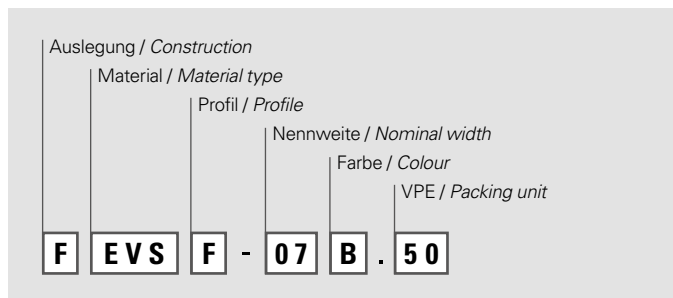 Auslegung / Construction
Material / Material type
Profil / Profile
Nennweite / Nominal width
Farbe / Colour
VPE / Packing unit
F EVS F - 07 B . 50